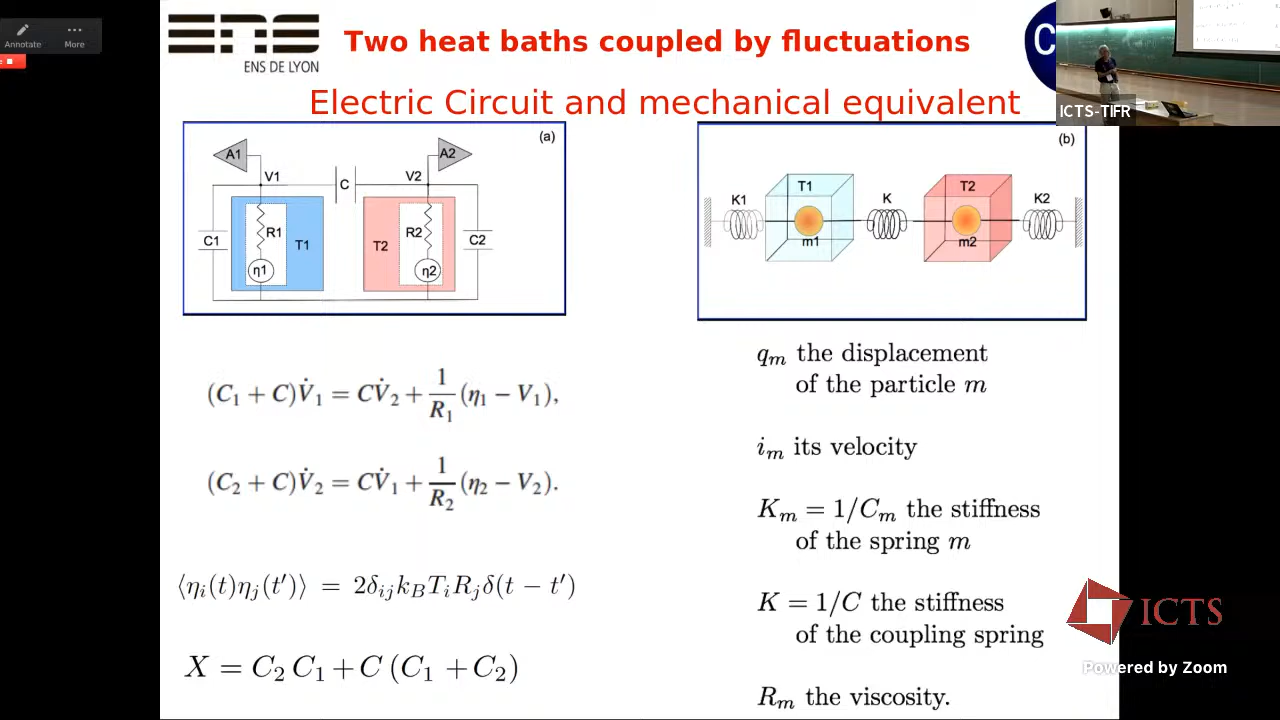 Annotate
More
ENS
ENS DE LYON
Two heat baths coupled by fluctuations
Electric Circuit and mechanical equivalent
C
ICTS-TIFR
(a)
A1
A2
V1
C
V2
C1
R1
T1
T2
R2
C2
η1
η2
(b)
K1
T1
K
T2
K2
m1
m2
(C₁ + C)V̇₁ = CV̇₂ + 1/R₁ (η₁ − V₁),
(C₂ + C)V̇₂ = CV̇₁ + 1/R₂ (η₂ − V₂).
⟨ηᵢ(t)ηⱼ(t′)⟩ = 2δᵢⱼk_BTᵢRⱼδ(t − t′)
X = C₂ C₁ + C (C₁ + C₂)
qₘ the displacement
of the particle m
iₘ its velocity
Kₘ = 1/Cₘ the stiffness
of the spring m
K = 1/C the stiffness
of the coupling spring
Rₘ the viscosity.
ICTS
Powered by Zoom